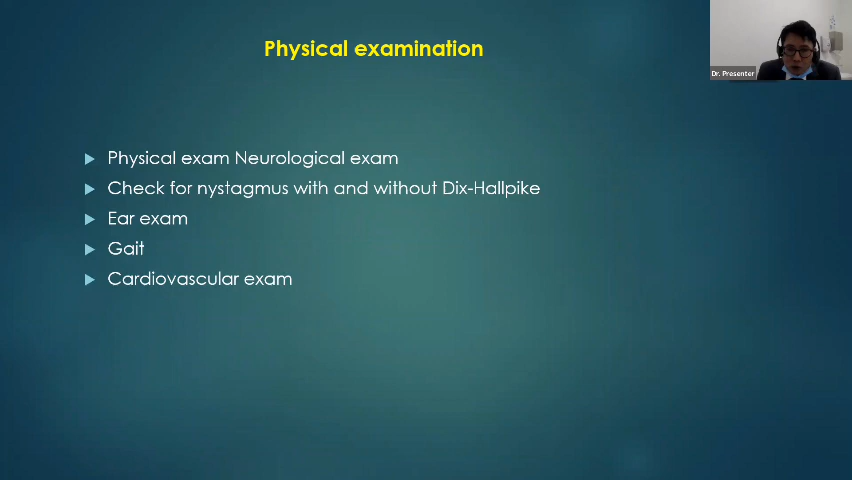 Physical examination
Dr. Presenter
Physical exam Neurological exam
Check for nystagmus with and without Dix-Hallpike
Ear exam
Gait
Cardiovascular exam